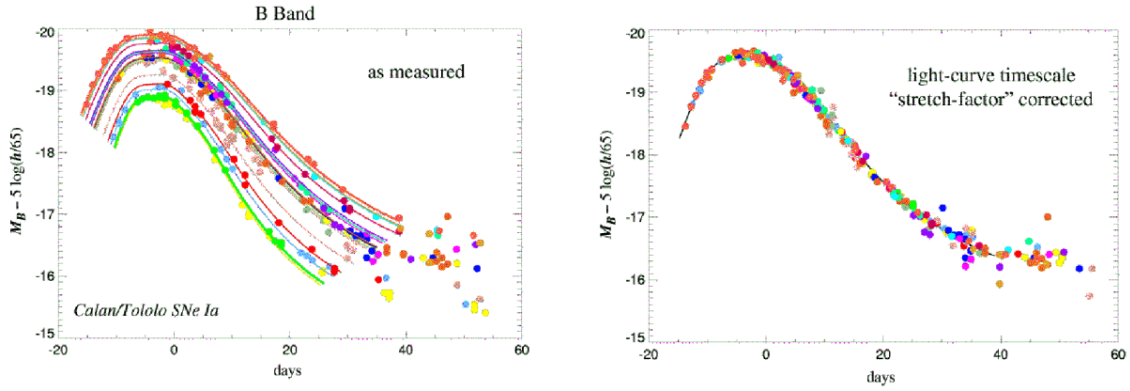 B Band
-20
-19
-18
-17
-16
-15
M_B – 5 log(h/65)
as measured
Calan/Tololo SNe Ia
-20 0 20 40 60
days
-20
-19
-18
-17
-16
-15
M_B – 5 log(h/65)
light-curve timescale
“stretch-factor” corrected
-20 0 20 40 60
days